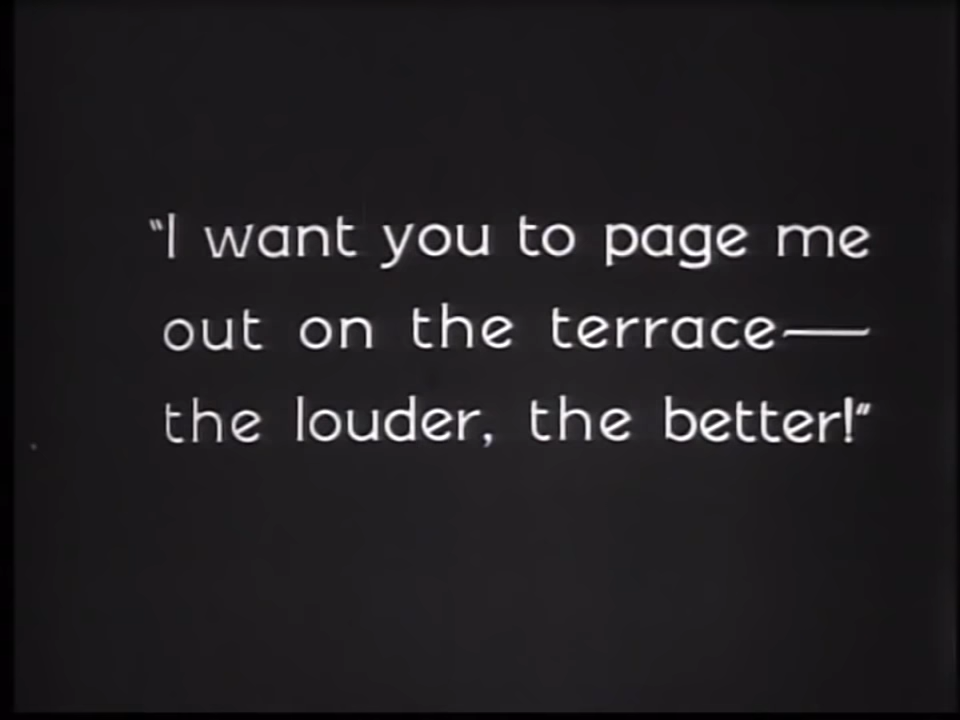 "I want you to page me
out on the terrace—
the louder, the better!"